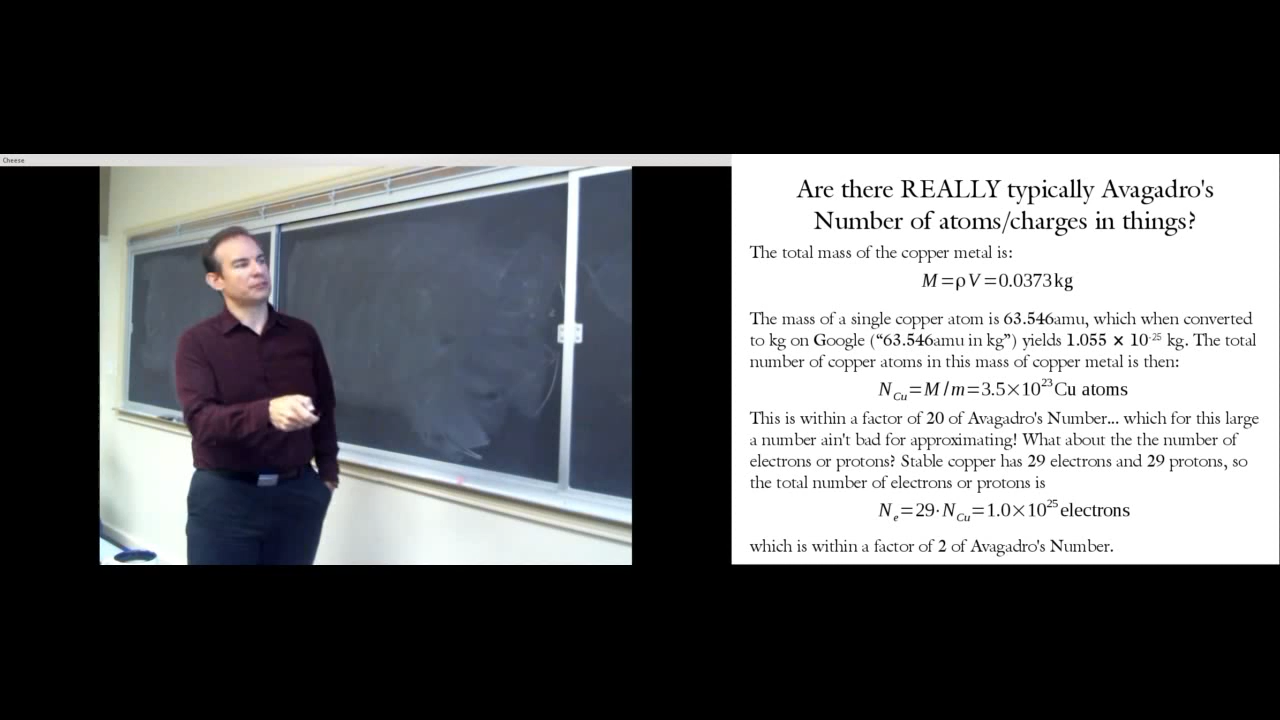 Cheese
Are there REALLY typically Avagadro's
Number of atoms/charges in things?
The total mass of the copper metal is:
M=ρV=0.0373kg
The mass of a single copper atom is 63.546amu, which when converted
to kg on Google (“63.546amu in kg”) yields 1.055 × 10⁻²⁵ kg. The total
number of copper atoms in this mass of copper metal is then:
N_Cu=M/m=3.5×10²³Cu atoms
This is within a factor of 20 of Avagadro's Number... which for this large
a number ain't bad for approximating! What about the the number of
electrons or protons? Stable copper has 29 electrons and 29 protons, so
the total number of electrons or protons is
N_e=29·N_Cu=1.0×10²⁵electrons
which is within a factor of 2 of Avagadro's Number.